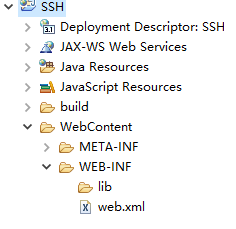 SSH
Deployment Descriptor: SSH
JAX-WS Web Services
Java Resources
JavaScript Resources
build
WebContent
META-INF
WEB-INF
lib
web.xml